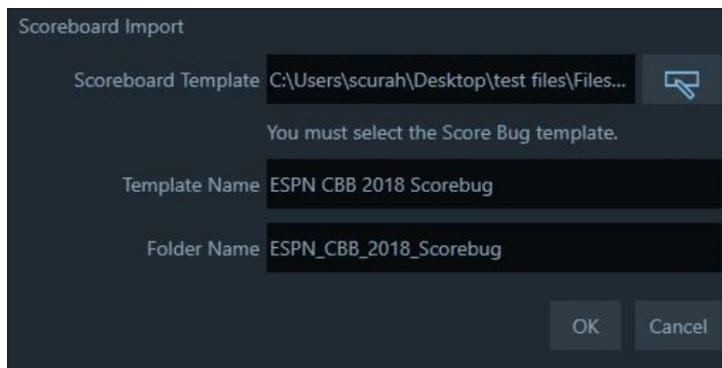 Scoreboard Import
Scoreboard Template C:\Users\scurah\Desktop\test files\Files...
You must select the Score Bug template.
Template Name ESPN CBB 2018 Scorebug
Folder Name ESPN_CBB_2018_Scorebug
OK Cancel